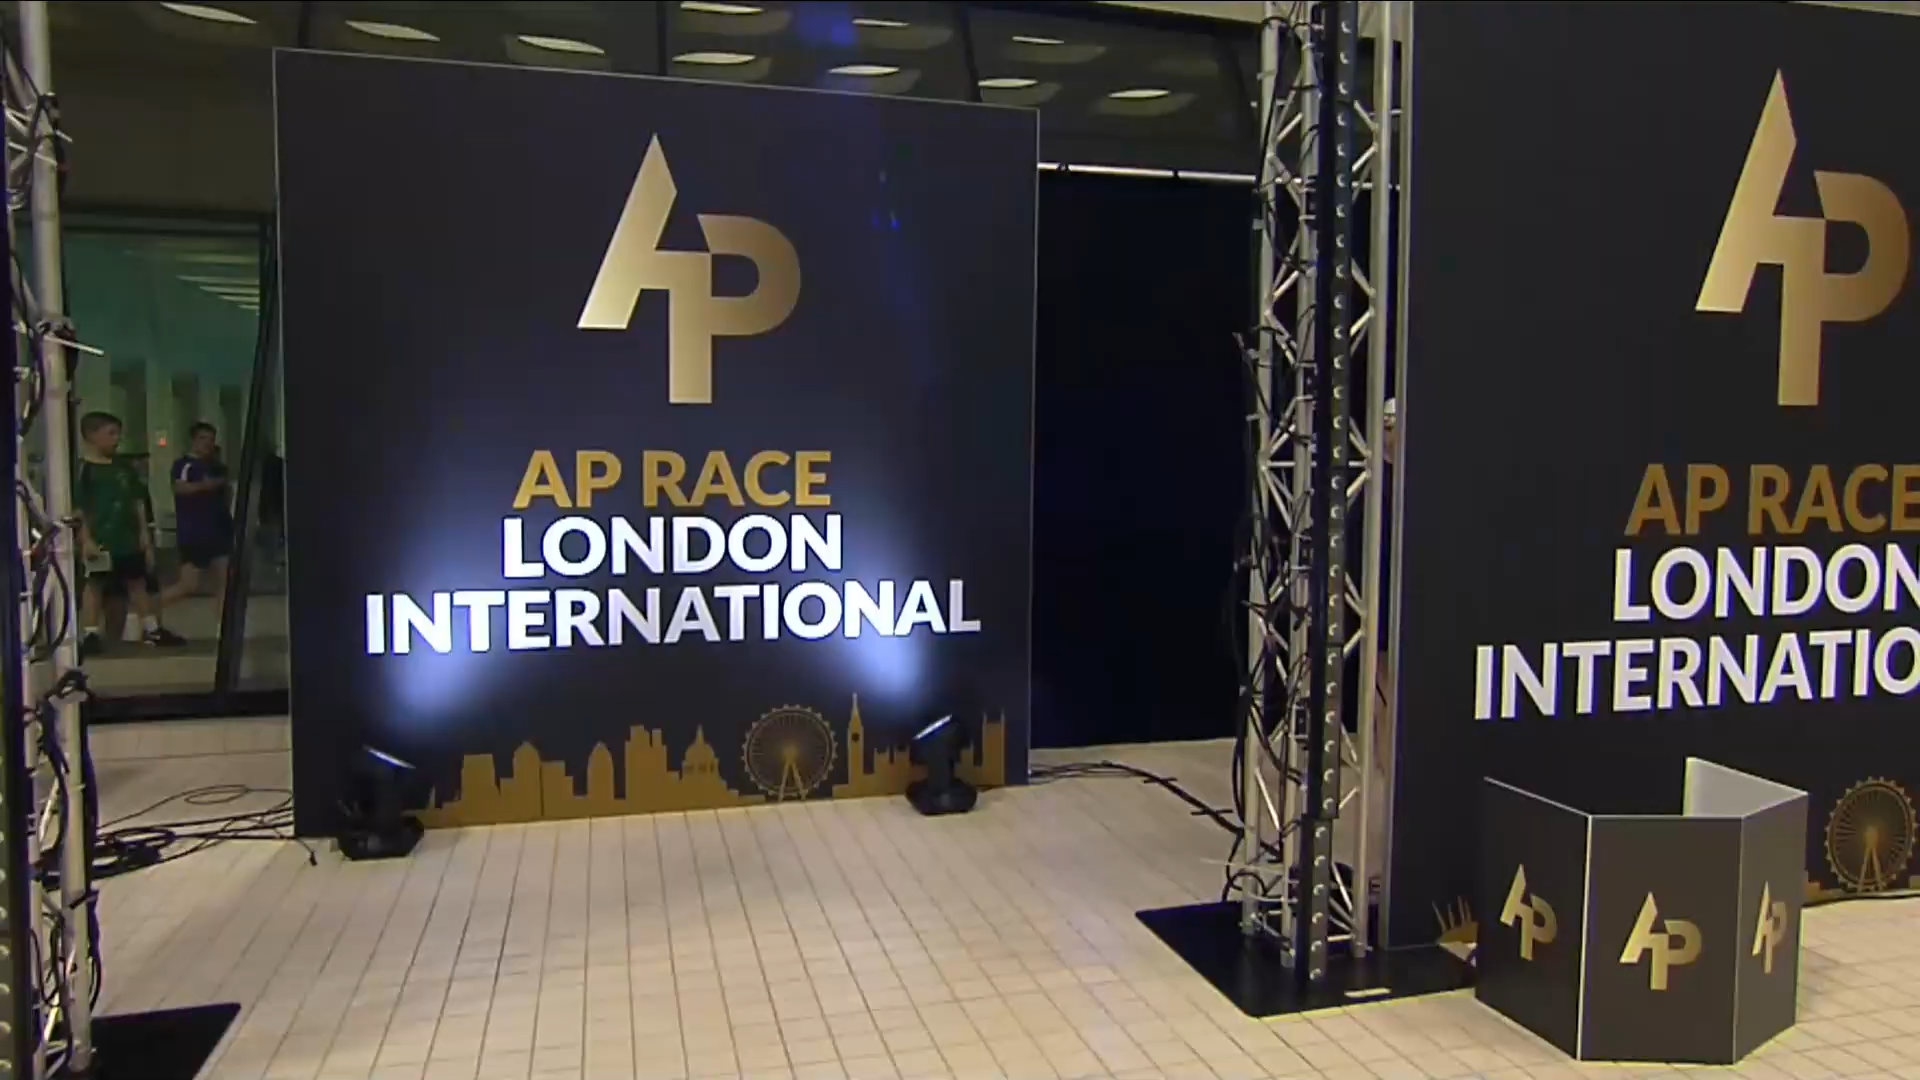 AP
AP RACE
LONDON
INTERNATIONAL
AP
AP RACE
LONDON
INTERNATIO
AP
AP
AP